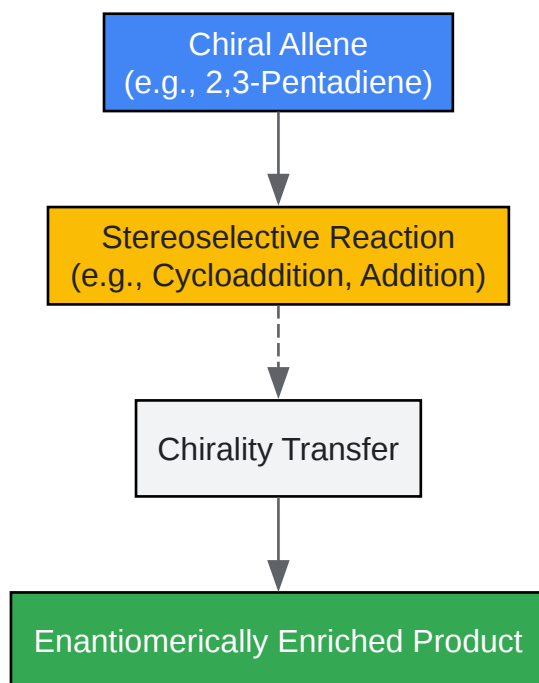 Chiral Allene
(e.g., 2,3-Pentadiene)
Stereoselective Reaction
(e.g., Cycloaddition, Addition)
Chirality Transfer
Enantiomerically Enriched Product